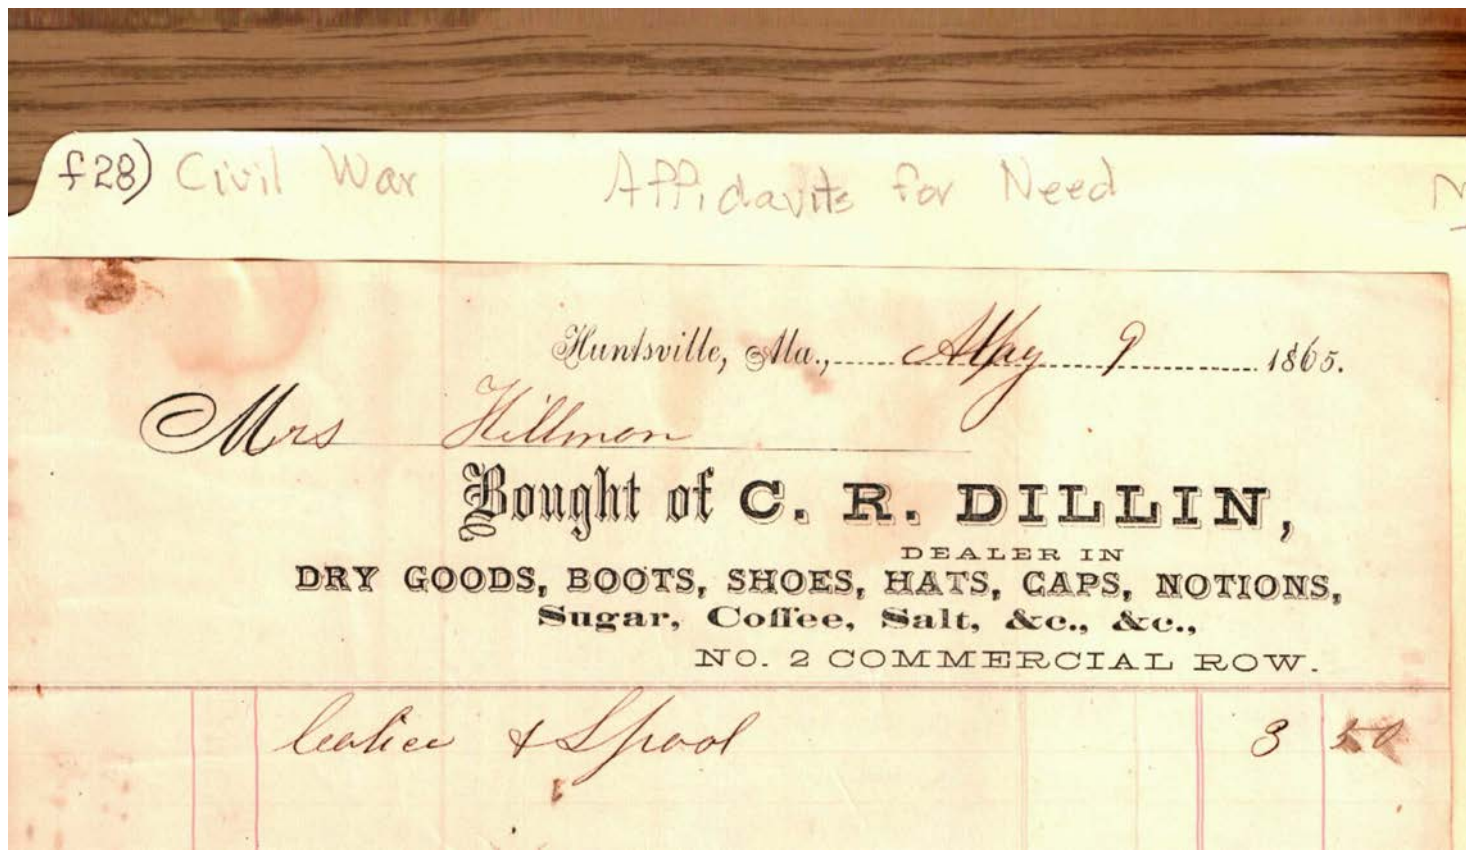 f28) Civil War Affidavits for Need
Huntsville, Ala., May 9 1865.
Mrs Hillmon
Bought of C. R. DILLIN,
DEALER IN
DRY GOODS, BOOTS, SHOES, HATS, CAPS, NOTIONS,
Sugar, Coffee, Salt, &c., &c.,
NO. 2 COMMERCIAL ROW.
Calico & Spool 3 50